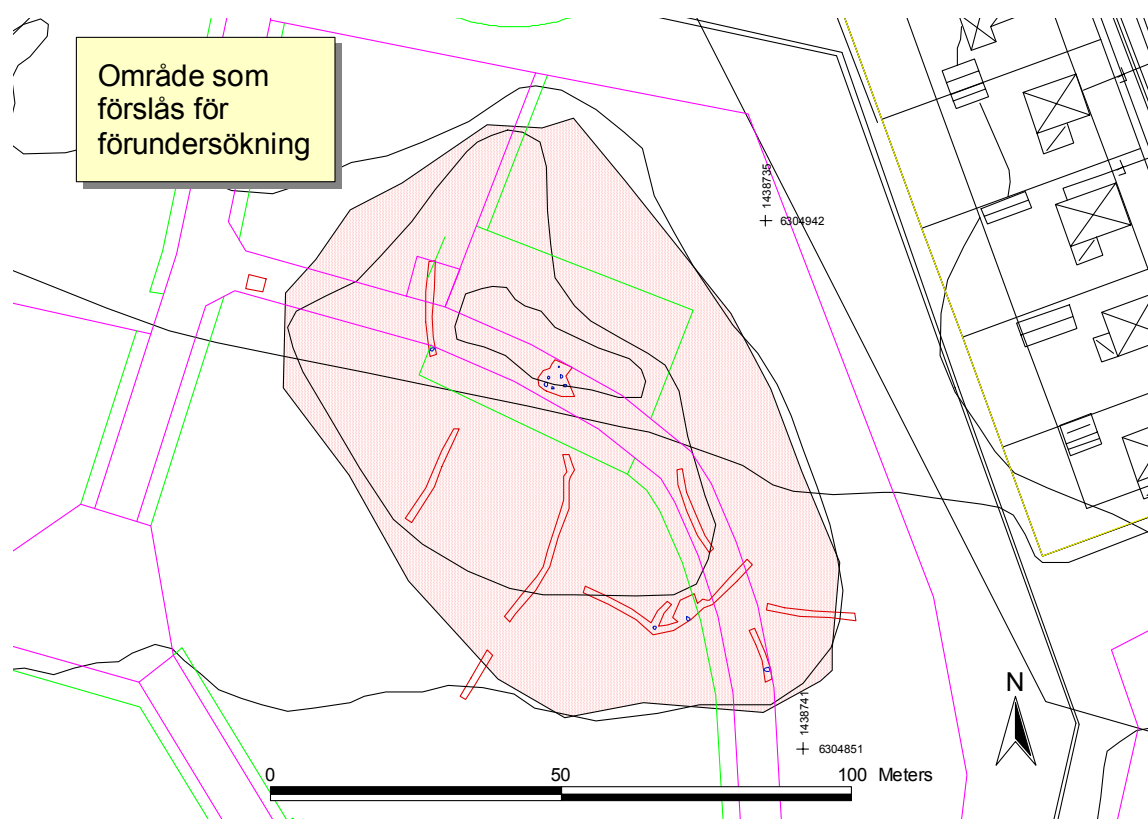 Område som
förslås för
förundersökning
1438735
6304942
N
1438741
6304851
0 50 100 Meters